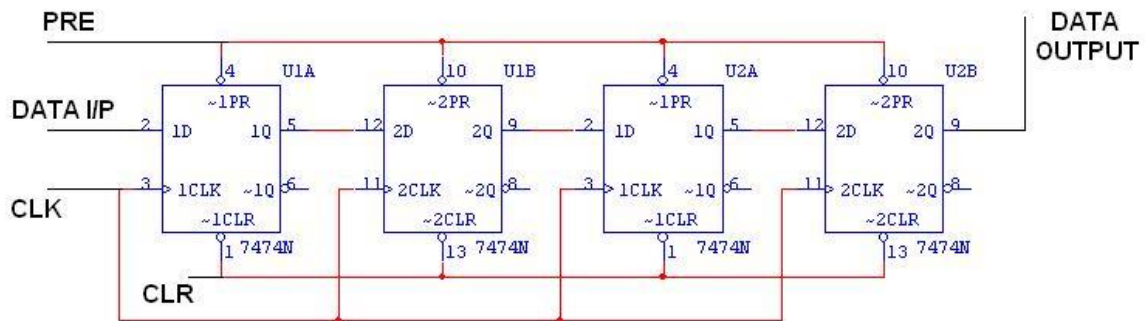 PRE
DATA
OUTPUT
4 U1A 10 U1B 4 U2A 10 U2B
~1PR ~2PR ~1PR ~2PR
DATA I/P
2 1D 1Q 5 12 2D 2Q 9 2 1D 1Q 5 12 2D 2Q 9
3 1CLK ~1Q 6 11 2CLK ~2Q 8 3 1CLK ~1Q 6 11 2CLK ~2Q 8
CLK
~1CLR ~2CLR ~1CLR ~2CLR
1 7474N 13 7474N 1 7474N 13 7474N
CLR